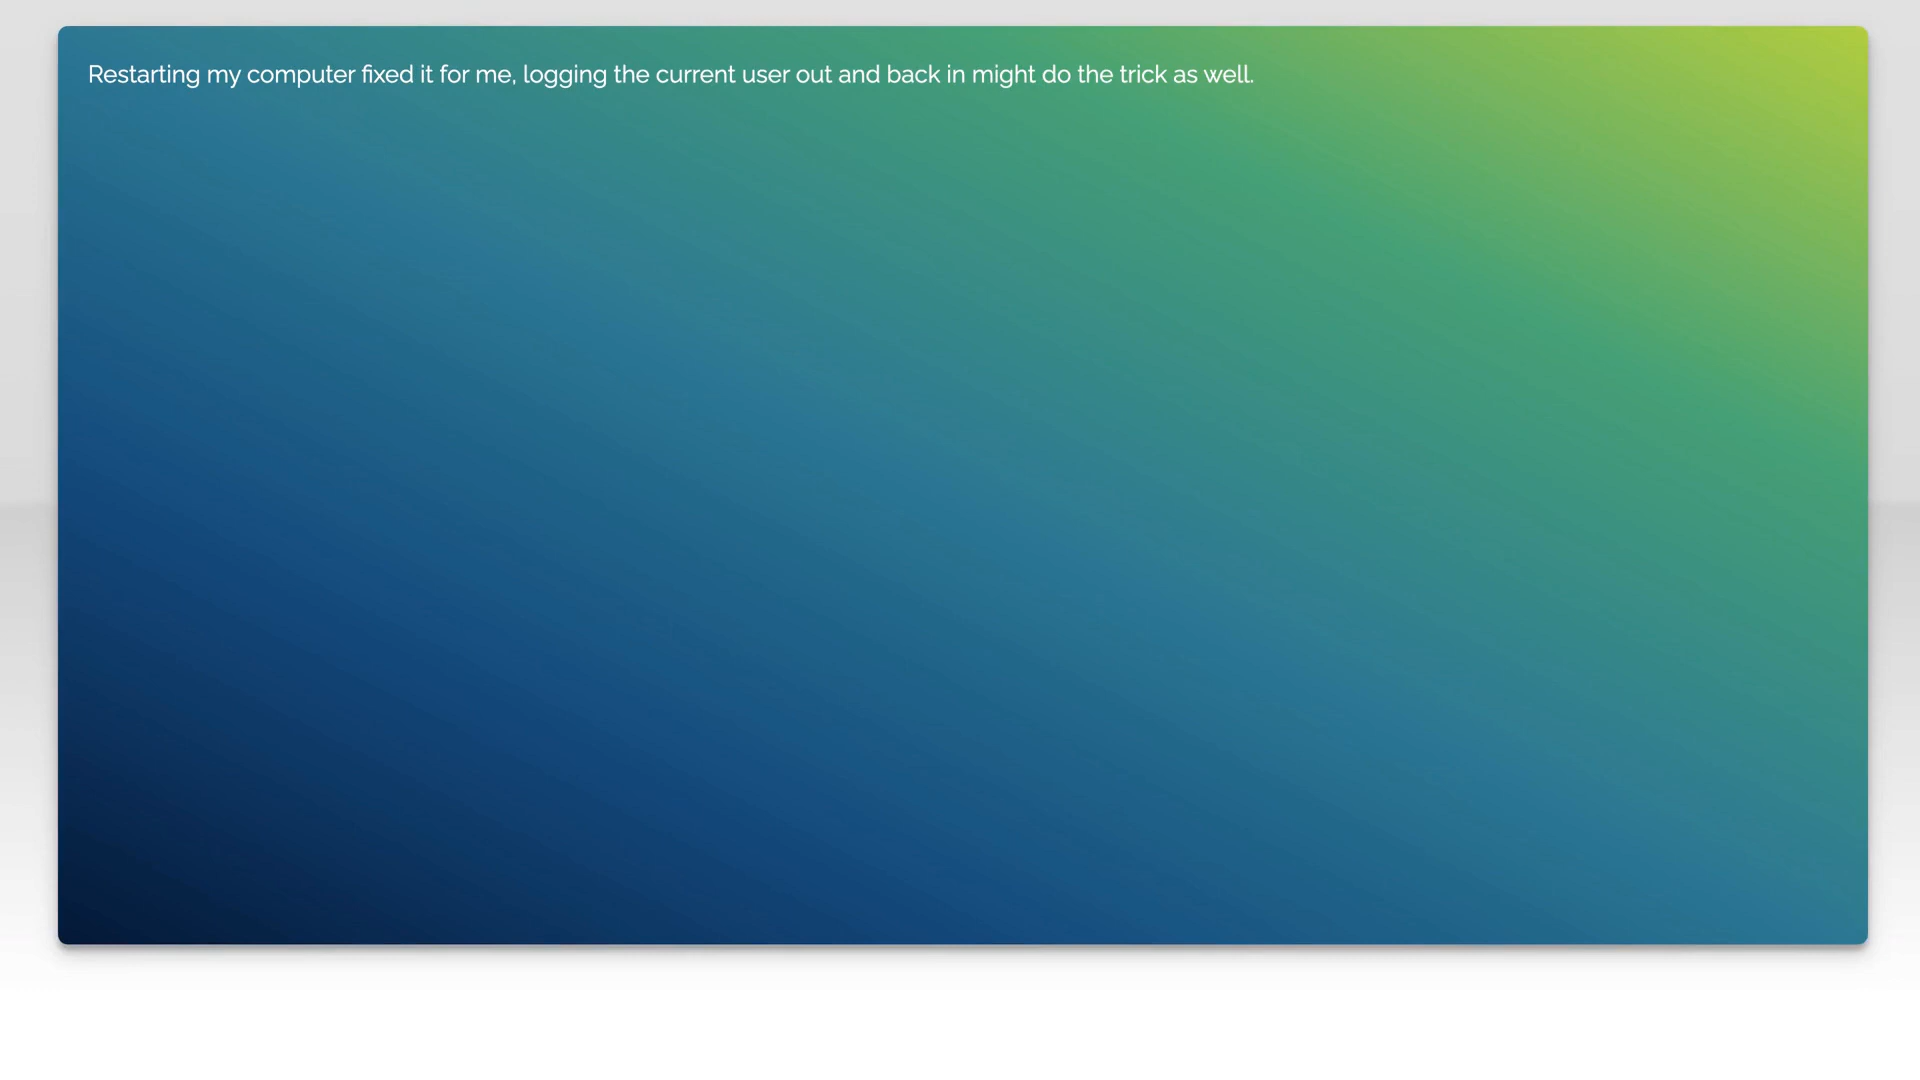 Restarting my computer fixed it for me, logging the current user out and back in might do the trick as well.